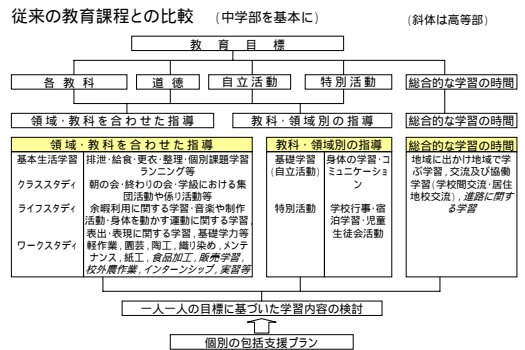 従来の教育課程との比較 (中学部を基本に) (斜体は高等部)
教 育 目 標
各 教 科 道 徳 自 立 活 動 特 別 活 動 総合的な学習の時間
領 域 ・ 教 科 を 合 わ せ た 指 導 教 科 ・ 領 域 別 の 指 導 総合的な学習の時間
領 域 ・ 教 科 を 合 わ せ た 指 導
基本生活学習 排泄・給食・更衣・整理・個別課題学習
ランニング等
クラススタディ 朝の会・終わりの会・学級における集
団活動や係り活動等
ライフスタディ 余暇利用に関する学習・音楽や制作
活動・身体を動かす運動に関する学習,
表出・表現に関する学習,基礎学力等
ワークスタディ 軽作業,園芸,陶工,織り染め,メンテ
ナンス,紙工,食品加工,販売学習,
校外農作業,インターンシップ,実習等
教科・領域別の指導
基礎学習 身体の学習・コ
(自立活動) ミュニケーショ
ン
特別活動 学校行事・宿
泊学習・児童
生徒会活動
総合的な学習の時間
地域に出かけ地域で学
ぶ学習,交流及び協働
学習(学校間交流・居住
地校交流),進路に関す
る学習
一人一人の目標に基づいた学習内容の検討
個別の包括支援プラン